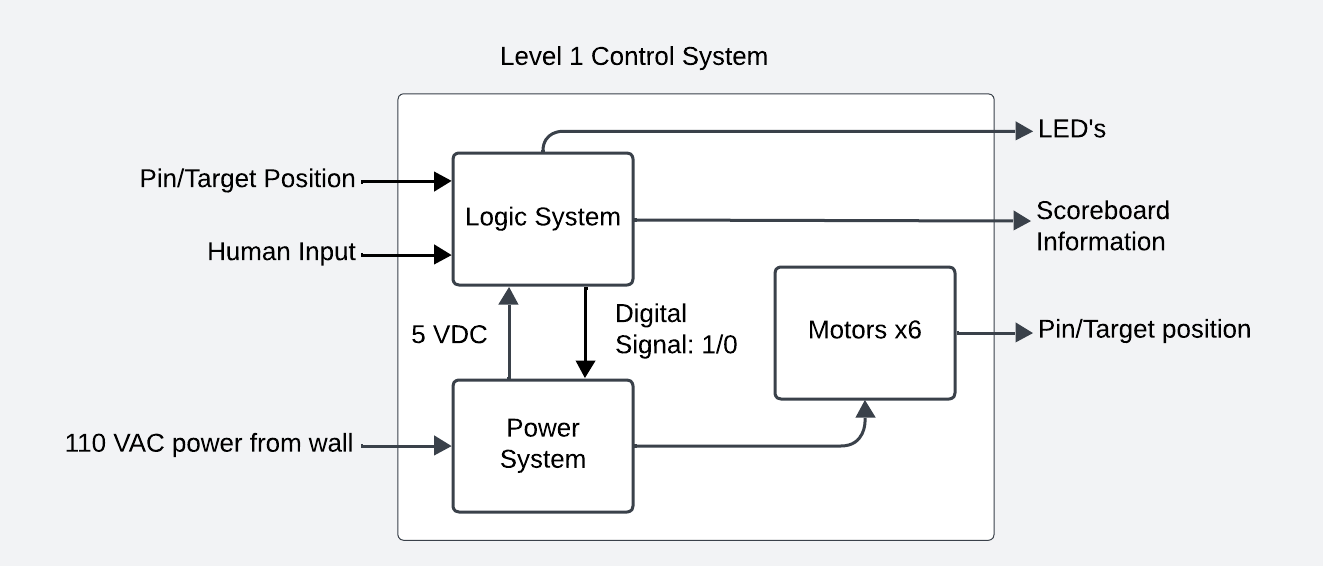 Level 1 Control System
LED's
Pin/Target Position
Logic System
Scoreboard
Information
Human Input
Digital
Signal: 1/0
5 VDC
Motors x6
Pin/Target position
110 VAC power from wall
Power
System